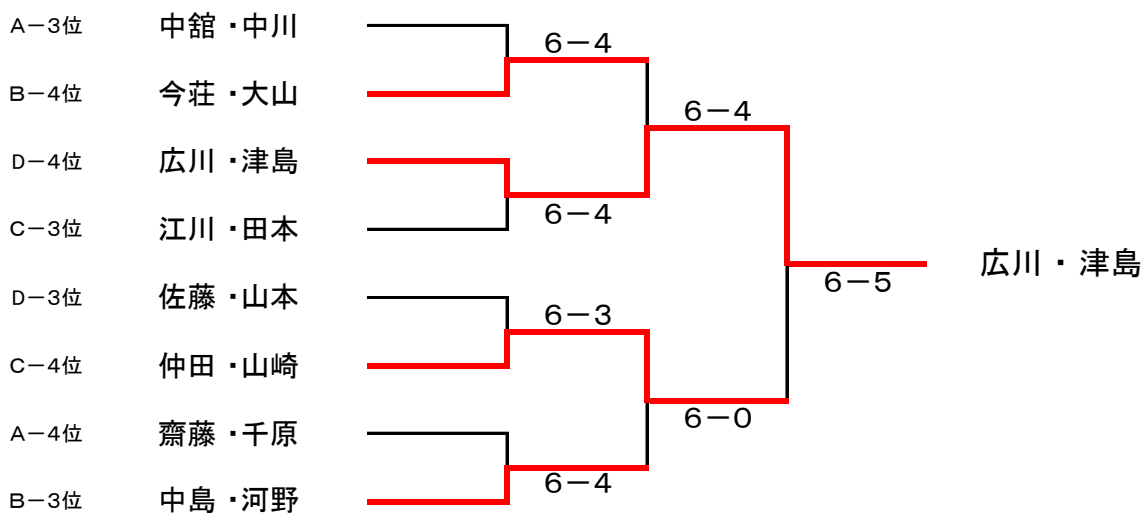 A－3位 中舘・中川
6－4
B－4位 今荘・大山
6－4
D－4位 広川・津島
6－4
C－3位 江川・田本
広川・津島
6－5
D－3位 佐藤・山本
6－3
C－4位 仲田・山崎
6－0
A－4位 齋藤・千原
6－4
B－3位 中島・河野